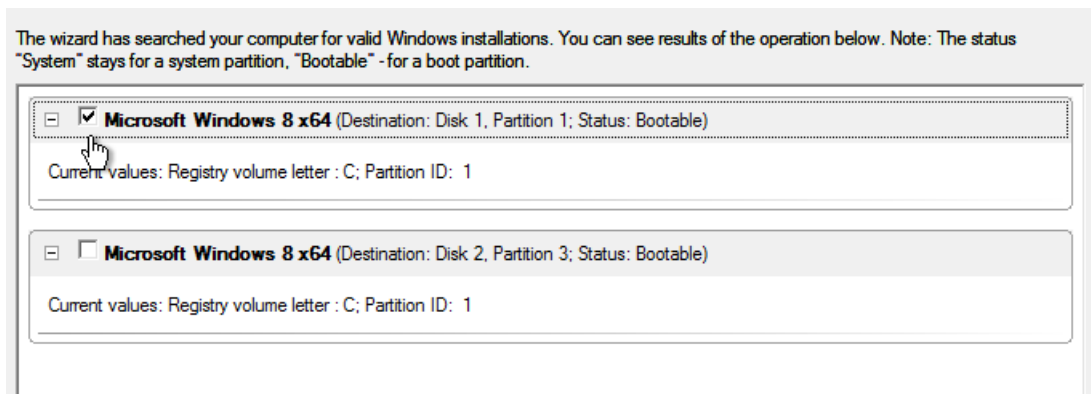 The wizard has searched your computer for valid Windows installations. You can see results of the operation below. Note: The status
"System" stays for a system partition, "Bootable" - for a boot partition.
Microsoft Windows 8 x64 (Destination: Disk 1, Partition 1; Status: Bootable)
Current values: Registry volume letter : C; Partition ID: 1
Microsoft Windows 8 x64 (Destination: Disk 2, Partition 3; Status: Bootable)
Current values: Registry volume letter : C; Partition ID: 1